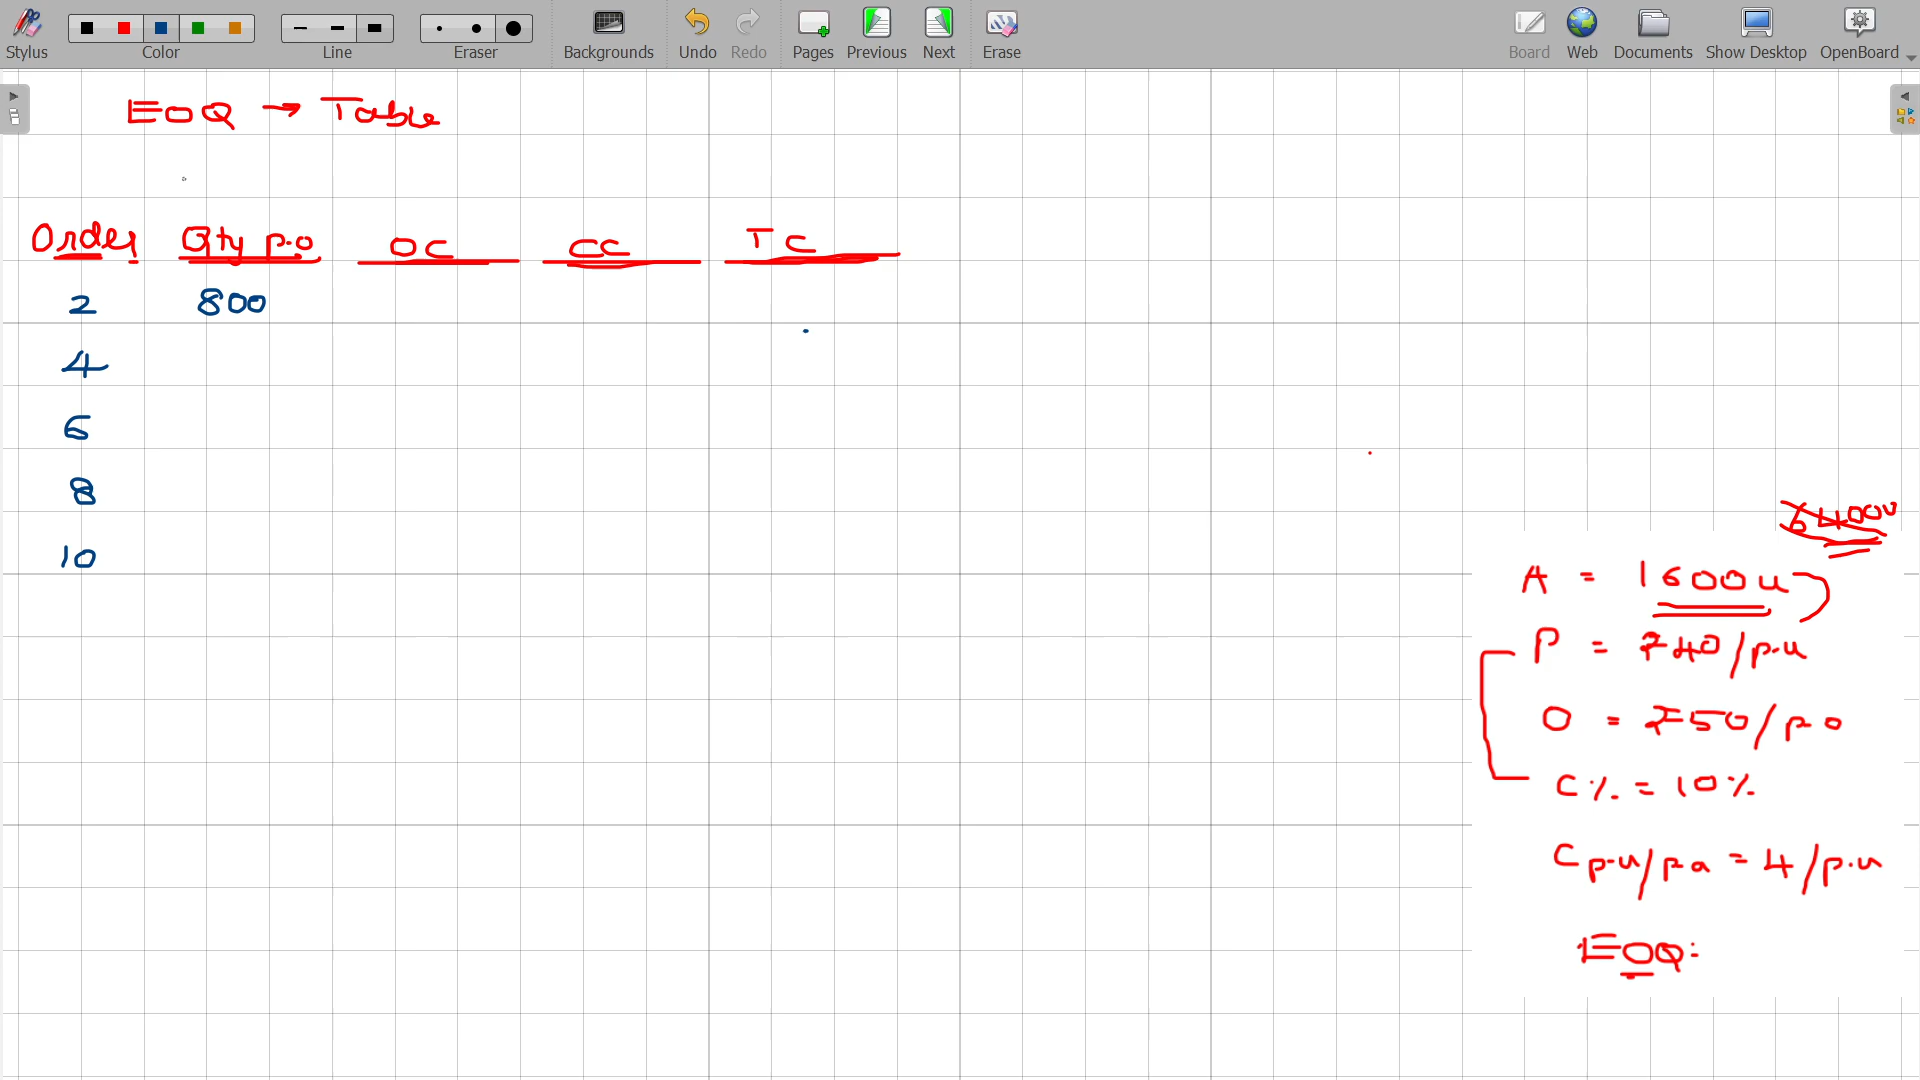 Stylus Color Line Eraser Backgrounds Undo Redo Pages Previous Next Erase Board Web Documents Show Desktop OpenBoard
EOQ → Table
Order Qty p.o OC CC TC
2 800
4
6
8
10
A = 1600u
P = ₹40/p.u
O = ₹50/p o
C%. = 10%
C p.u/p a = 4/p.u
EOQ: